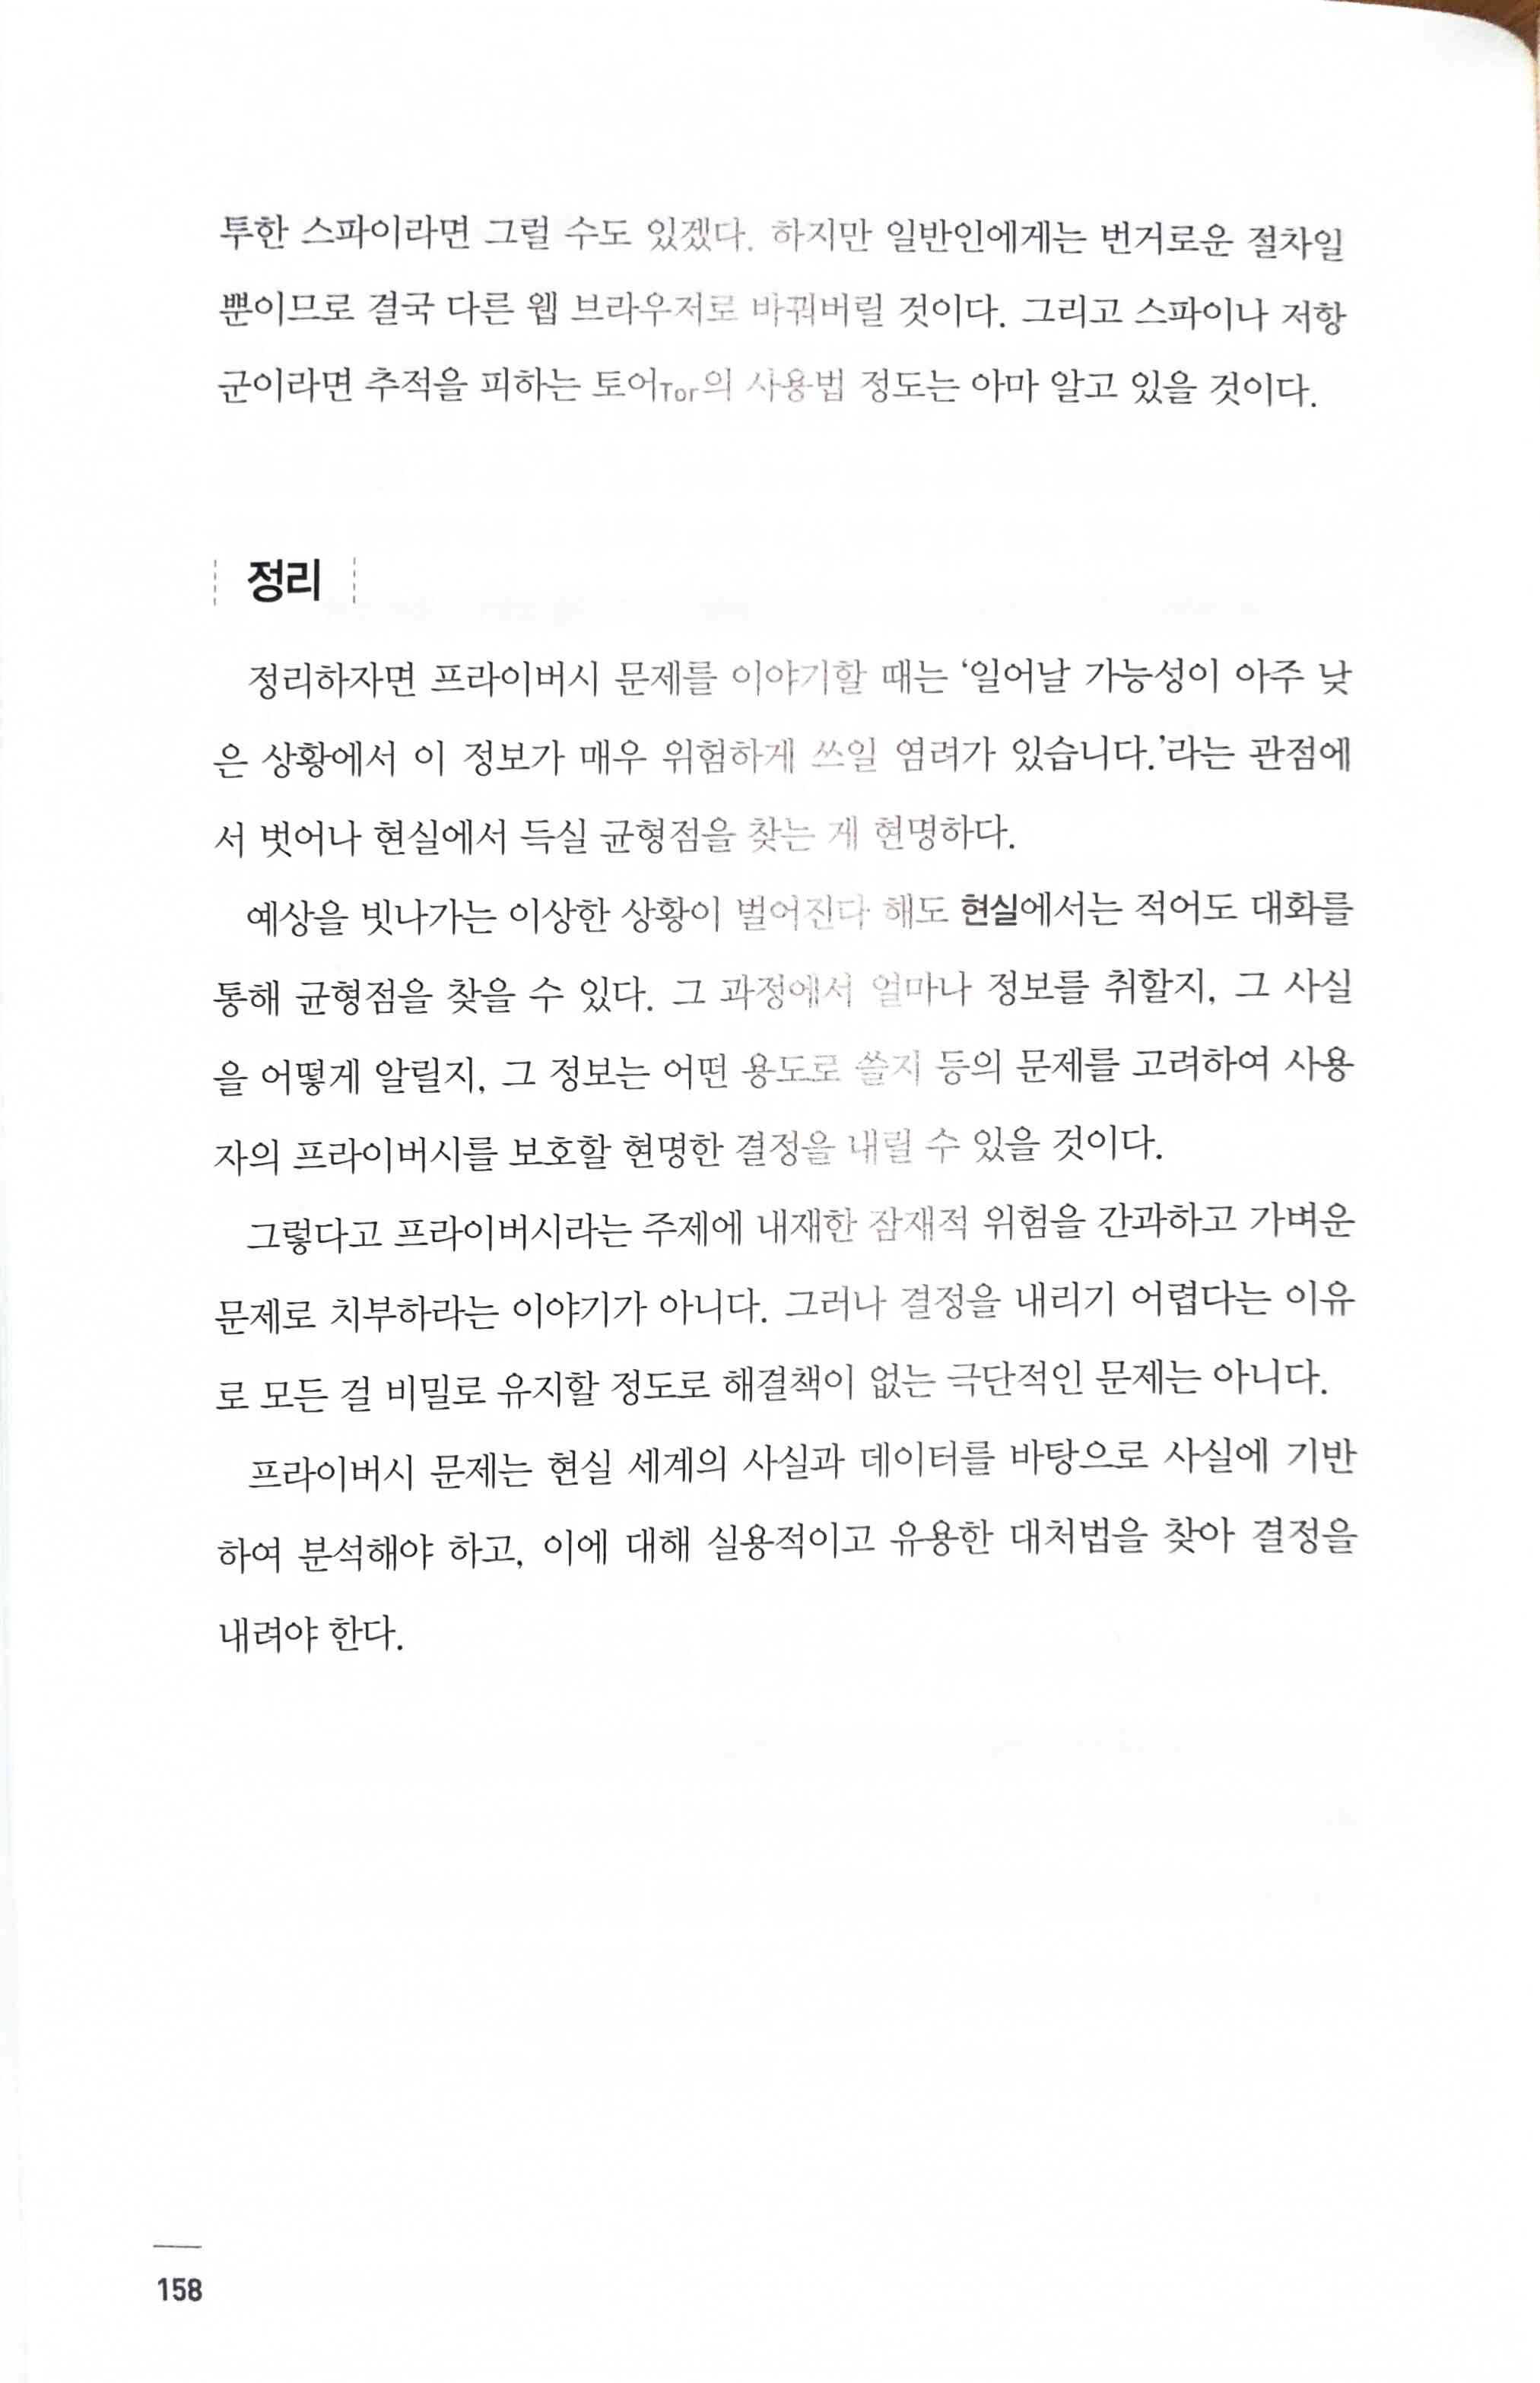 투한 스파이라면 그럴 수도 있겠다. 하지만 일반인에게는 번거로운 절차일
뿐이므로 결국 다른 웹 브라우저로 바꿔버릴 것이다. 그리고 스파이나 저항
군이라면 추적을 피하는 토어Tor의 사용법 정도는 아마 알고 있을 것이다.
정리
정리하자면 프라이버시 문제를 이야기할 때는 ‘일어날 가능성이 아주 낮
은 상황에서 이 정보가 매우 위험하게 쓰일 염려가 있습니다.’라는 관점에
서 벗어나 현실에서 득실 균형점을 찾는 게 현명하다.
예상을 빗나가는 이상한 상황이 벌어진다 해도 현실에서는 적어도 대화를
통해 균형점을 찾을 수 있다. 그 과정에서 얼마나 정보를 취할지, 그 사실
을 어떻게 알릴지, 그 정보는 어떤 용도로 쓸지 등의 문제를 고려하여 사용
자의 프라이버시를 보호할 현명한 결정을 내릴 수 있을 것이다.
그렇다고 프라이버시라는 주제에 내재한 잠재적 위험을 간과하고 가벼운
문제로 치부하라는 이야기가 아니다. 그러나 결정을 내리기 어렵다는 이유
로 모든 걸 비밀로 유지할 정도로 해결책이 없는 극단적인 문제는 아니다.
프라이버시 문제는 현실 세계의 사실과 데이터를 바탕으로 사실에 기반
하여 분석해야 하고, 이에 대해 실용적이고 유용한 대처법을 찾아 결정을
내려야 한다.
158